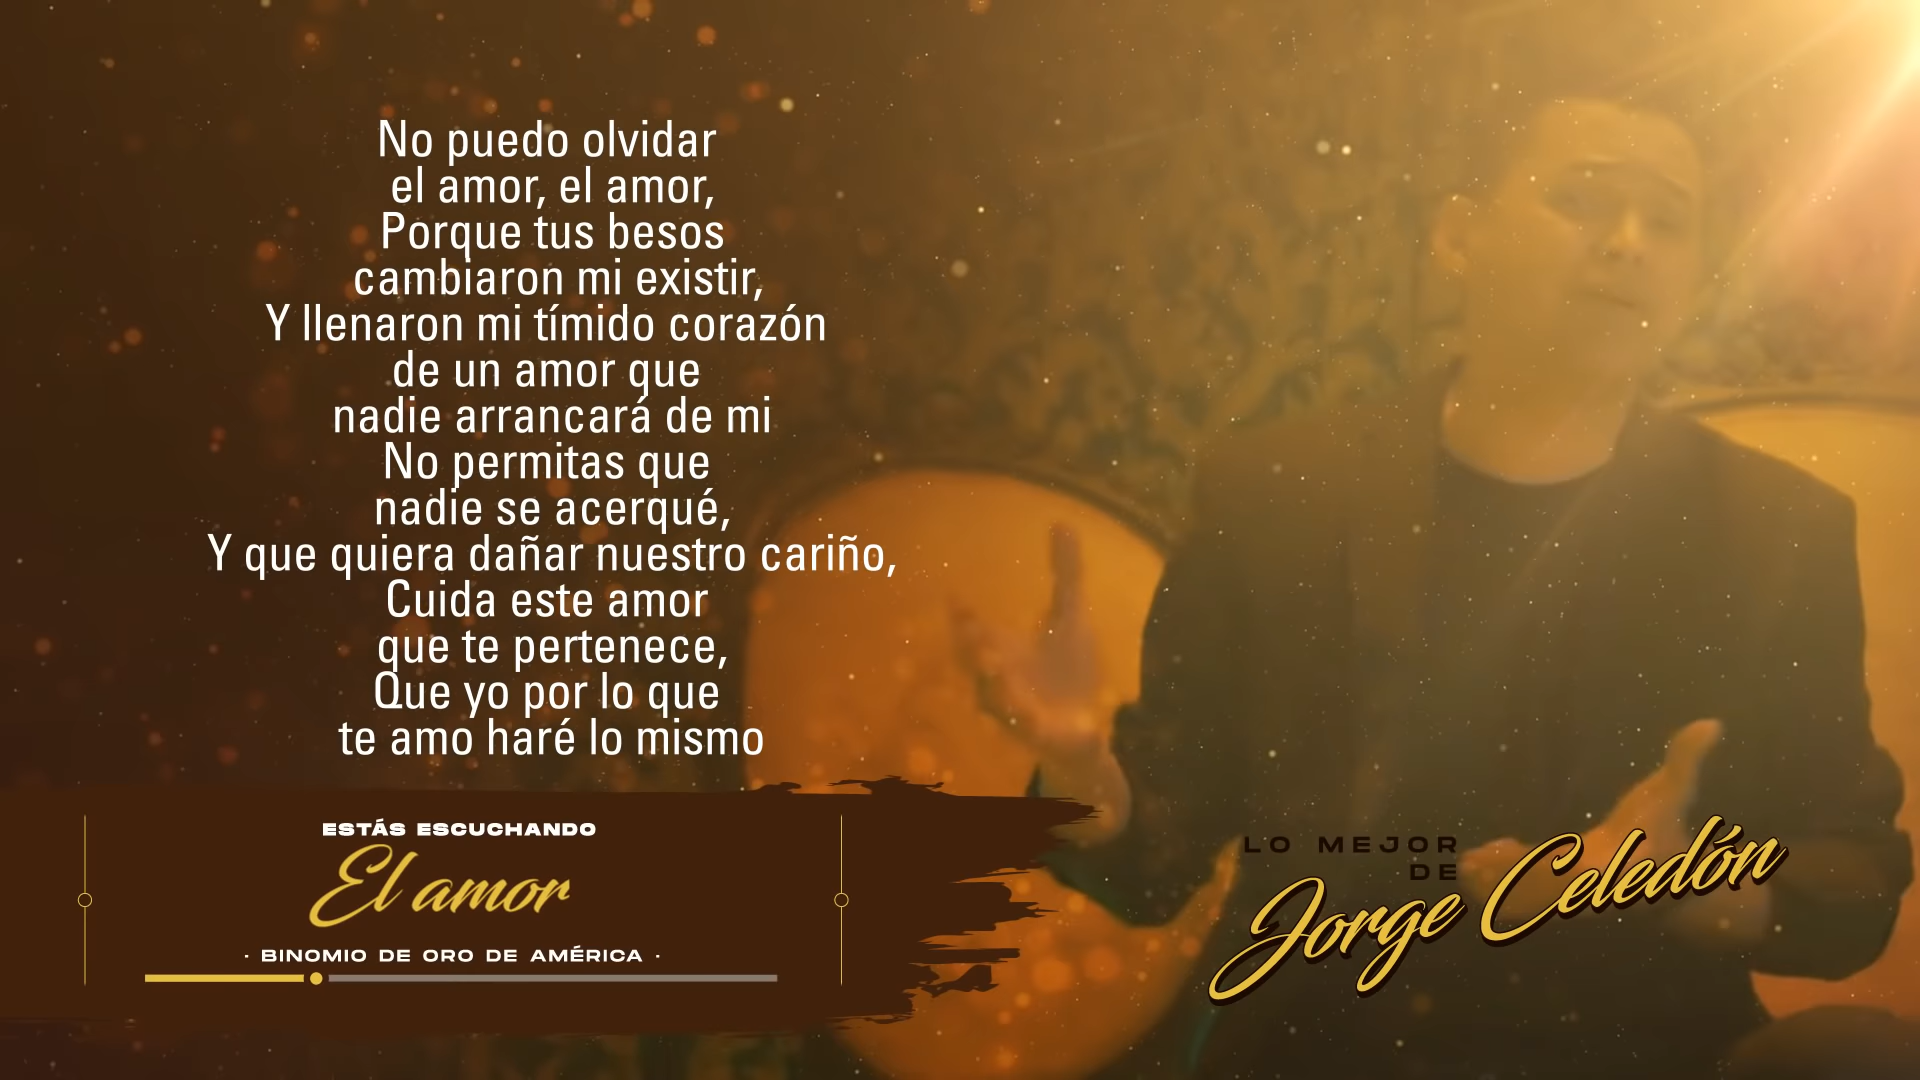 No puedo olvidar
el amor, el amor,
Porque tus besos
cambiaron mi existir,
Y llenaron mi tímido corazón
de un amor que
nadie arrancará de mi
No permitas que
nadie se acerqué,
Y que quiera dañar nuestro cariño,
Cuida este amor
que te pertenece,
Que yo por lo que
te amo haré lo mismo
ESTÁS ESCUCHANDO
El amor
· BINOMIO DE ORO DE AMÉRICA ·
LO MEJOR
DE
Jorge Celedón